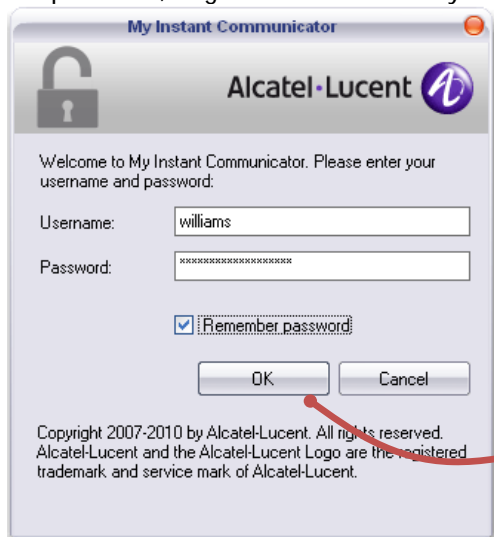 My Instant Communicator
Alcatel·Lucent
Welcome to My Instant Communicator. Please enter your
username and password:
Username: williams
Password: *******************
Remember password
OK Cancel
Copyright 2007-2010 by Alcatel-Lucent. All rights reserved.
Alcatel-Lucent and the Alcatel-Lucent Logo are the registered
trademark and service mark of Alcatel-Lucent.